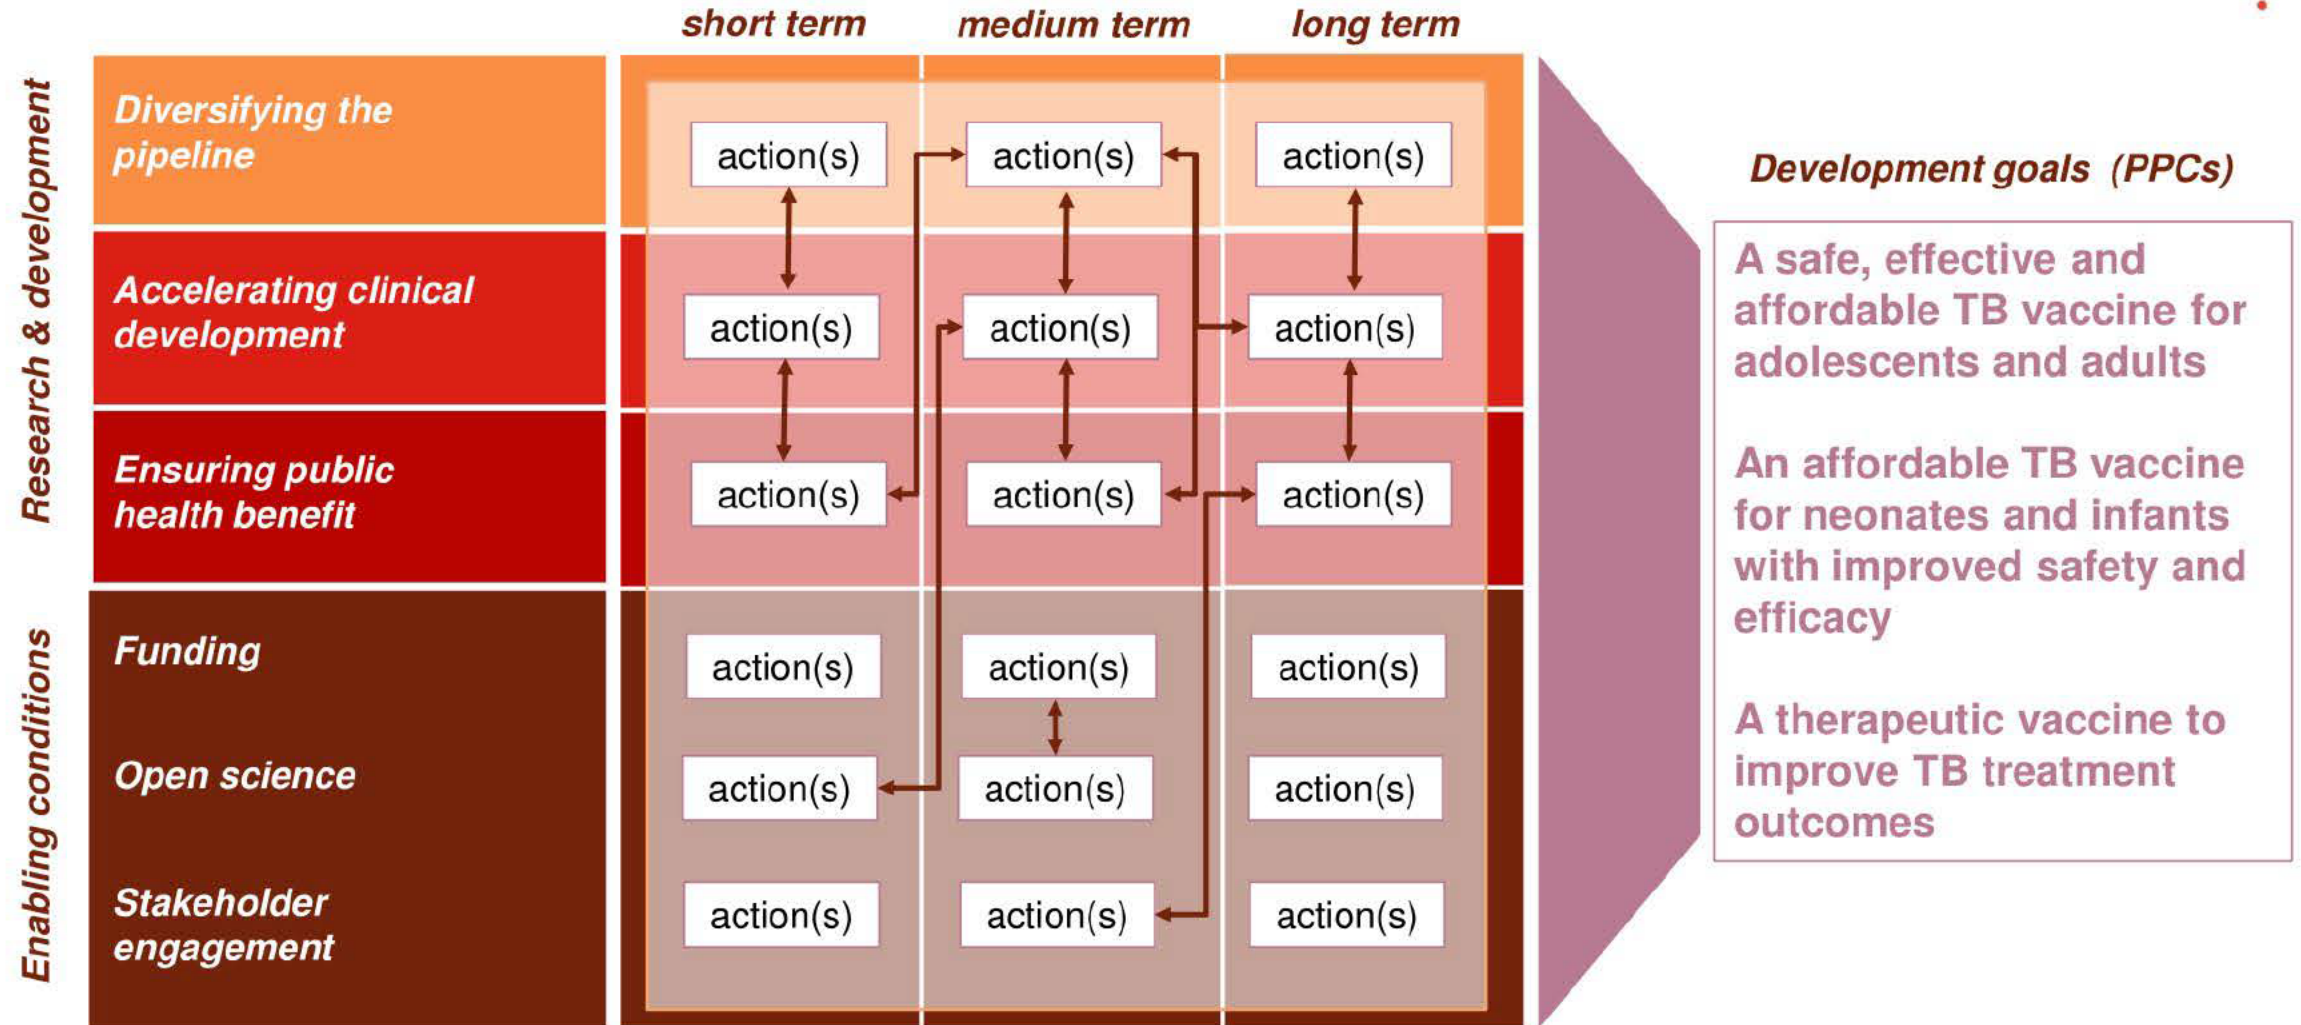 short term
medium term
long term
Research & development
Diversifying the
pipeline
action(s)
action(s)
action(s)
Accelerating clinical
development
action(s)
action(s)
action(s)
Ensuring public
health benefit
action(s)
action(s)
action(s)
Enabling conditions
Funding
action(s)
action(s)
action(s)
Open science
action(s)
action(s)
action(s)
Stakeholder
engagement
action(s)
action(s)
action(s)
Development goals (PPCs)
A safe, effective and
affordable TB vaccine for
adolescents and adults
An affordable TB vaccine
for neonates and infants
with improved safety and
efficacy
A therapeutic vaccine to
improve TB treatment
outcomes